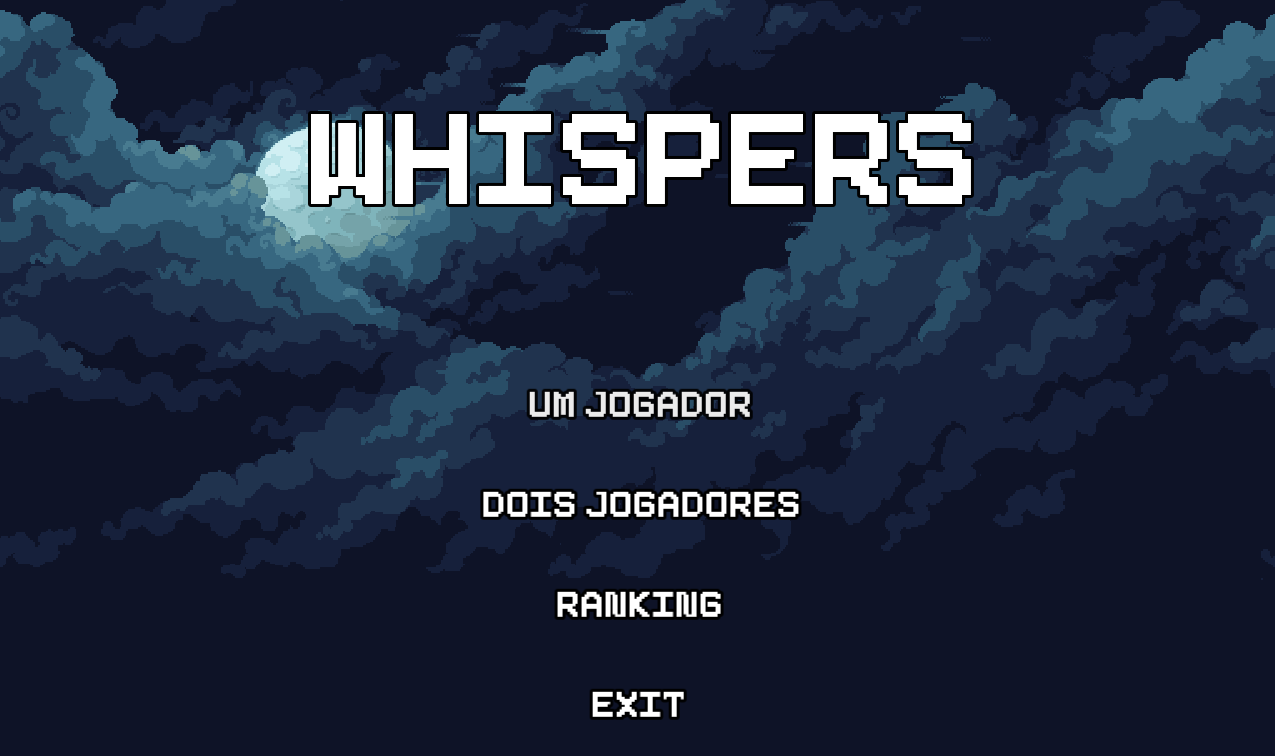 WHISPERS
UM JOGADOR
DOIS JOGADORES
RANKING
EXIT